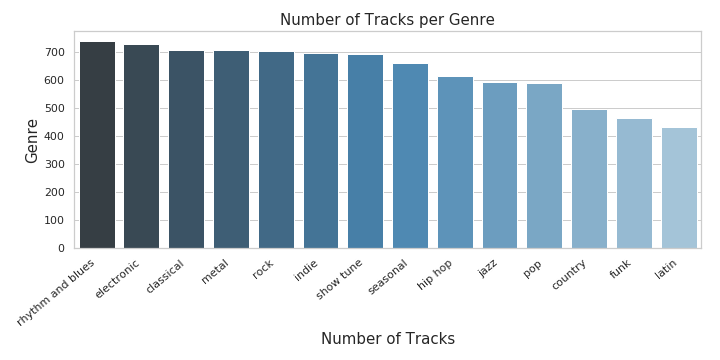 Number of Tracks per Genre
Genre
700
600
500
400
300
200
100
0
rhythm and blues
electronic
classical
metal
rock
indie
show tune
seasonal
hip hop
jazz
pop
country
funk
latin
Number of Tracks